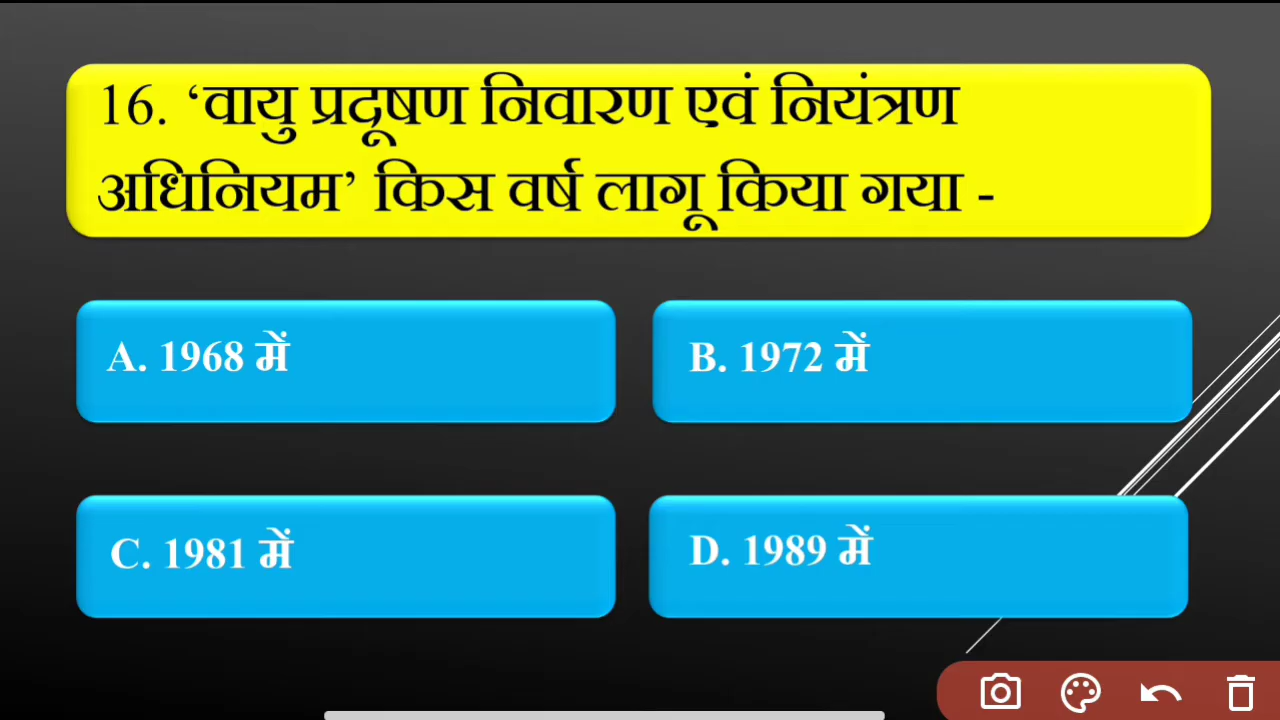 16. ‘वायु प्रदूषण निवारण एवं नियंत्रण
अधिनियम’ किस वर्ष लागू किया गया -
A. 1968 में
B. 1972 में
C. 1981 में
D. 1989 में